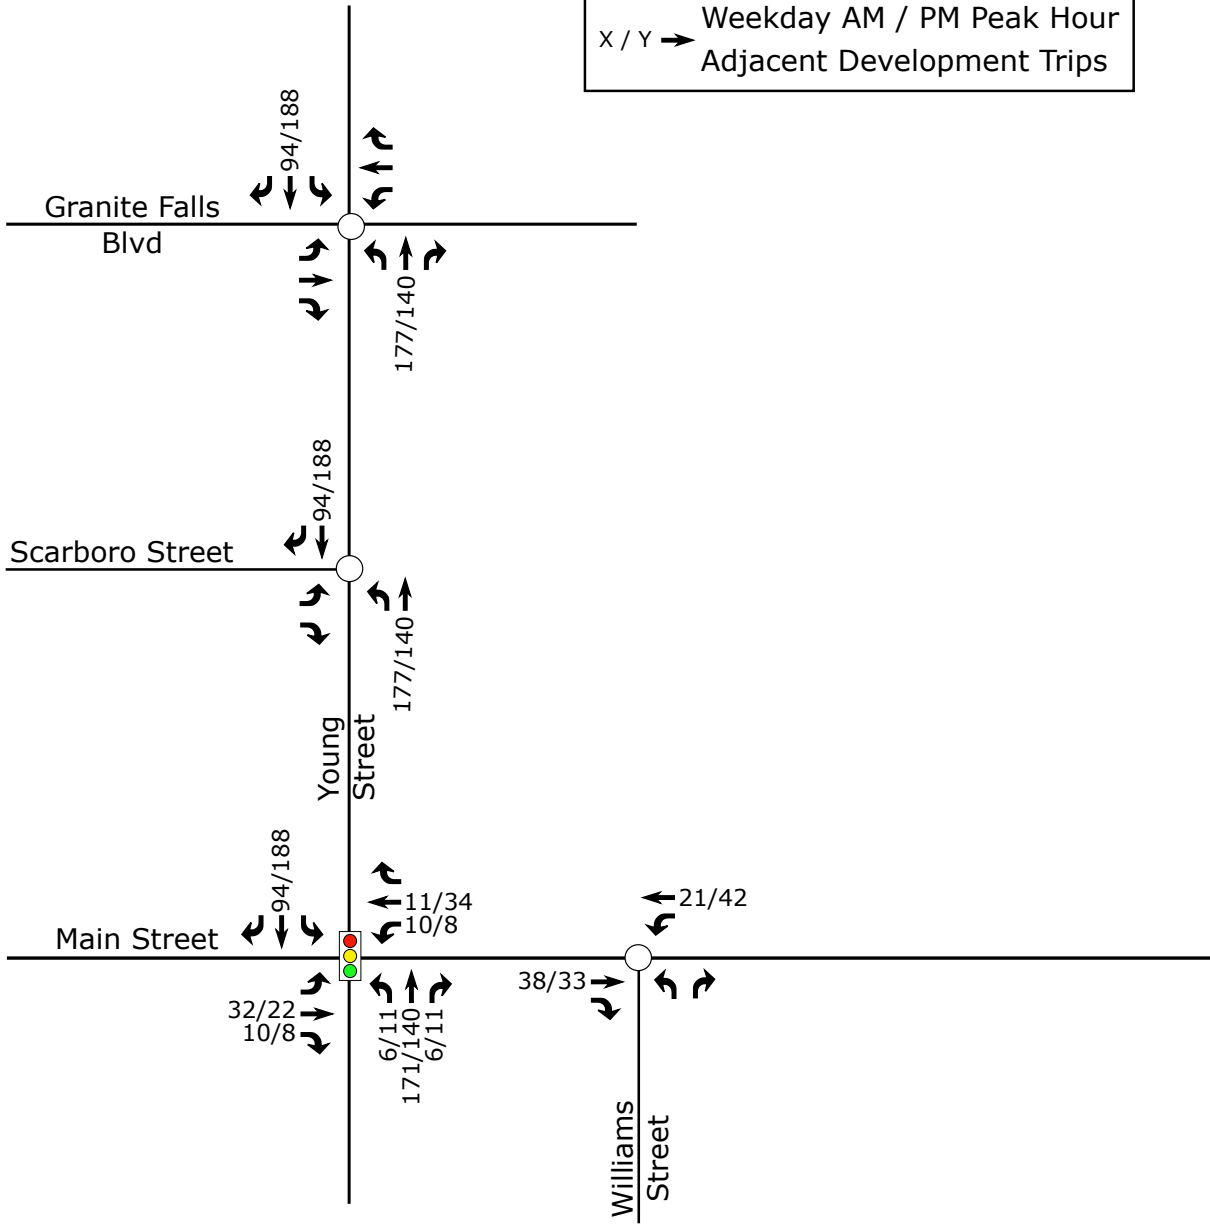 Weekday AM / PM Peak Hour
X / Y
Adjacent Development Trips
94/188
Granite Falls
Blvd
177/140
94/188
Scarboro Street
177/140
Young
Street
94/188
11/34
10/8
21/42
Main Street
38/33
32/22
10/8
6/11
171/140
6/11
Williams
Street